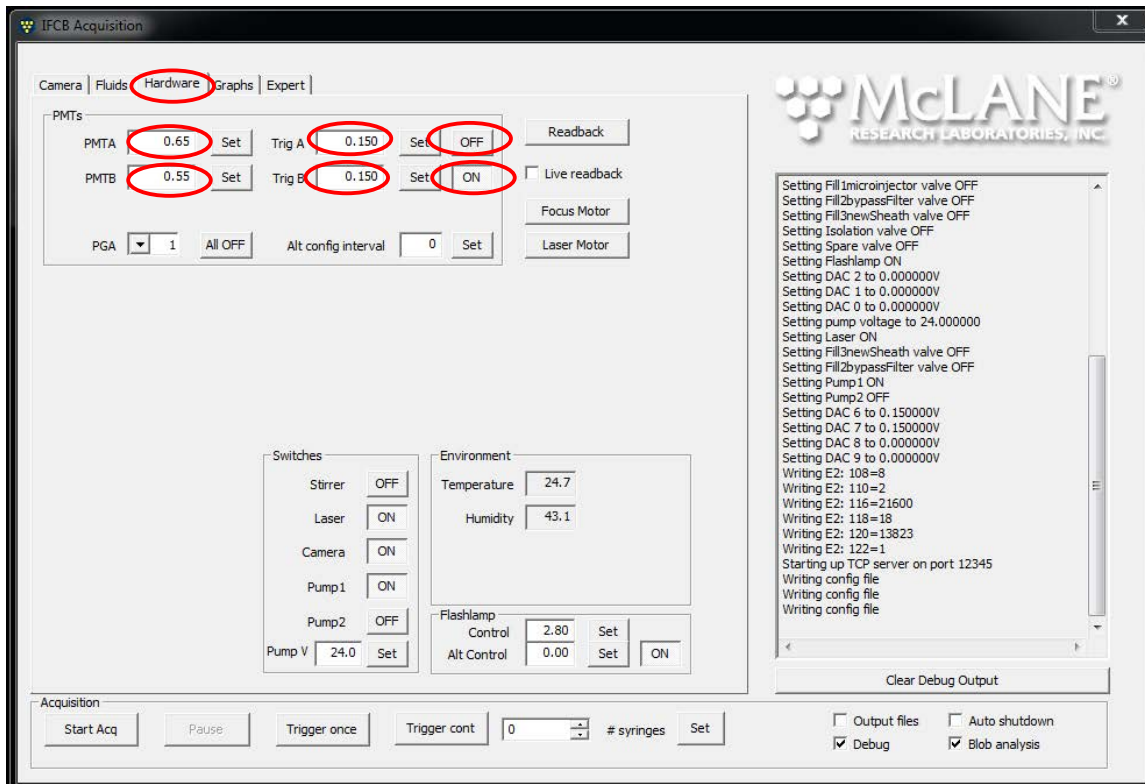 IFCB Acquisition
x
Camera Fluids Hardware Graphs Expert
PMTs
PMTA 0.65 Set Trig A 0.150 Set OFF
PMTB 0.55 Set Trig B 0.150 Set ON
PGA 1 All OFF Alt config interval 0 Set
Readback
Live readback
Focus Motor
Laser Motor
Switches
Stirrer OFF
Laser ON
Camera ON
Pump1 ON
Pump2 OFF
Pump V 24.0 Set
Environment
Temperature 24.7
Humidity 43.1
Flashlamp
Control 2.80 Set
Alt Control 0.00 Set ON
McLANE®
RESEARCH LABORATORIES, INC.
Setting Fill1microinjector valve OFF
Setting Fill2bypassFilter valve OFF
Setting Fill3newSheath valve OFF
Setting Isolation valve OFF
Setting Spare valve OFF
Setting Flashlamp ON
Setting DAC 2 to 0.000000V
Setting DAC 1 to 0.000000V
Setting DAC 0 to 0.000000V
Setting pump voltage to 24.000000
Setting Laser ON
Setting Fill3newSheath valve OFF
Setting Fill2bypassFilter valve OFF
Setting Pump1 ON
Setting Pump2 OFF
Setting DAC 6 to 0.150000V
Setting DAC 7 to 0.150000V
Setting DAC 8 to 0.000000V
Setting DAC 9 to 0.000000V
Writing E2: 108=8
Writing E2: 110=2
Writing E2: 116=21600
Writing E2: 118=18
Writing E2: 120=13823
Writing E2: 122=1
Starting up TCP server on port 12345
Writing config file
Writing config file
Writing config file
Clear Debug Output
Acquisition
Start Acq Pause Trigger once Trigger cont 0 # syringes Set
Output files Auto shutdown
Debug Blob analysis